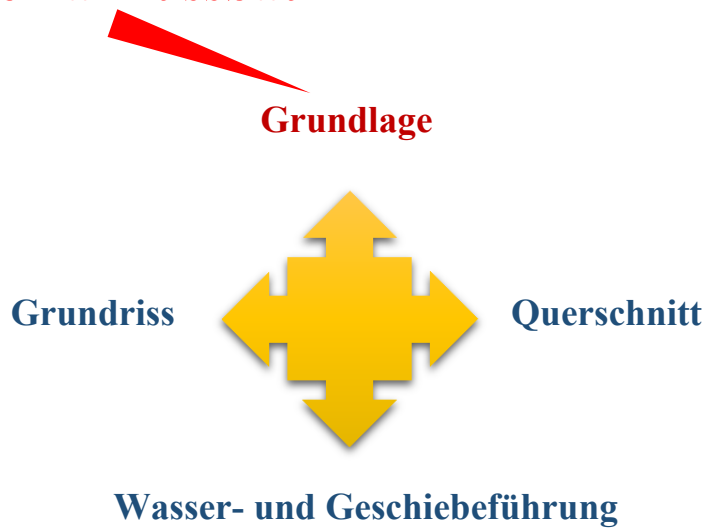 Grundlage
Grundriss
Querschnitt
Wasser- und Geschiebeführung